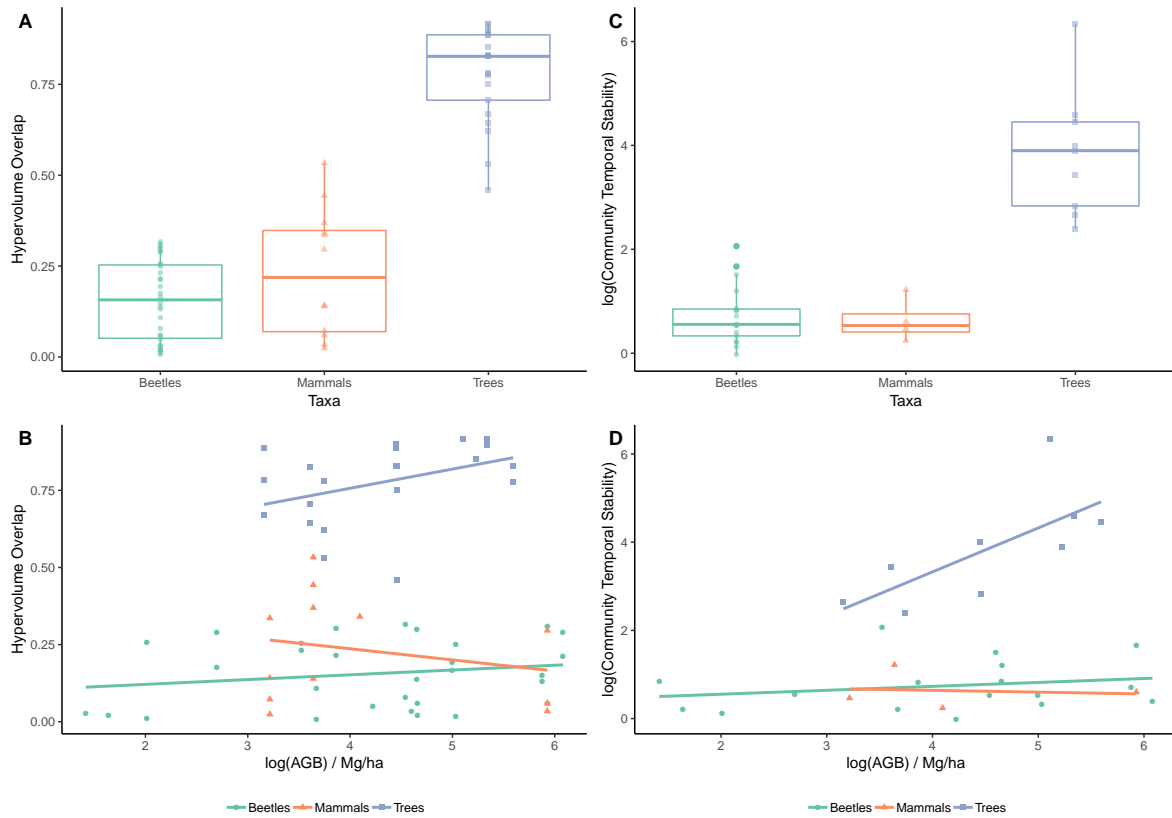 A
Hypervolume Overlap
0.75
0.50
0.25
0.00
Beetles Mammals Trees
Taxa
C
log(Community Temporal Stability)
6
4
2
0
Beetles Mammals Trees
Taxa
B
Hypervolume Overlap
0.75
0.50
0.25
0.00
2 3 4 5 6
log(AGB) / Mg/ha
Beetles Mammals Trees
D
log(Community Temporal Stability)
6
4
2
0
2 3 4 5 6
log(AGB) / Mg/ha
Beetles Mammals Trees